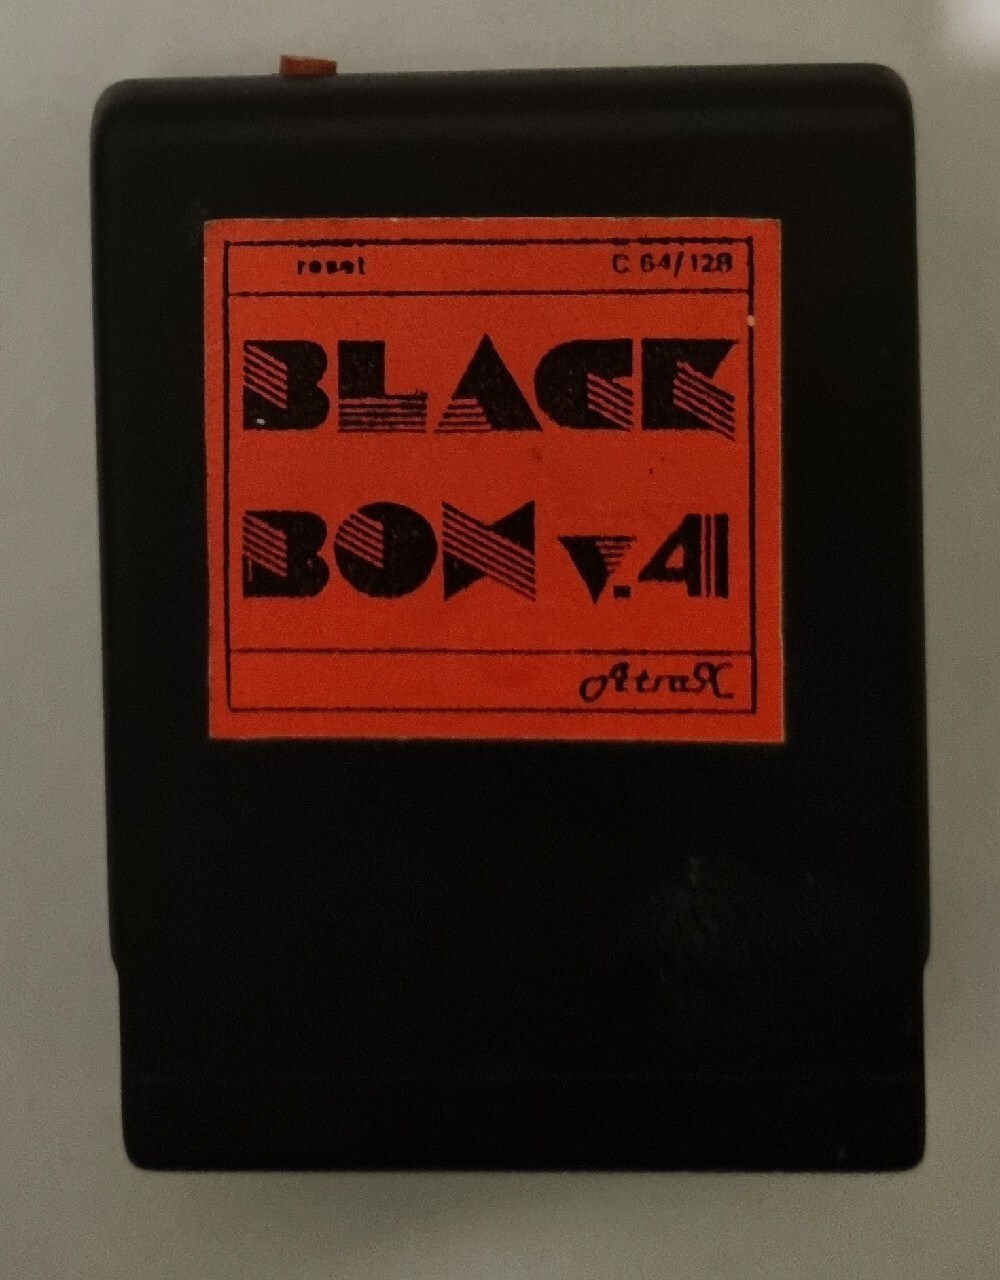 reset C 64/128
BLACK
BOX v.4
AtraX